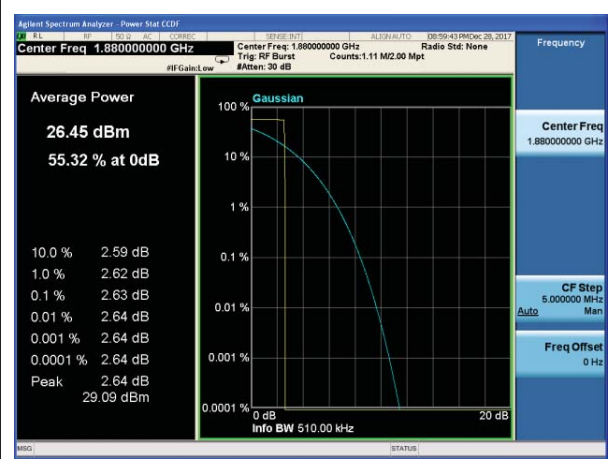 Agilent Spectrum Analyzer - Power Stat CCDF
RL RF 50 Ω AC CORREC SENSE:INT ALIGN AUTO 08:59:43 PM Dec 28, 2017
Center Freq 1.880000000 GHz
Center Freq: 1.880000000 GHz Radio Std: None
Trig: RF Burst Counts:1.11 M/2.00 Mpt
#IFGain:Low #Atten: 30 dB
Frequency
Average Power
26.45 dBm
55.32 % at 0dB
10.0 % 2.59 dB
1.0 % 2.62 dB
0.1 % 2.63 dB
0.01 % 2.64 dB
0.001 % 2.64 dB
0.0001 % 2.64 dB
Peak 2.64 dB
29.09 dBm
Gaussian
100 %
10 %
1 %
0.1 %
0.01 %
0.001 %
0.0001 %
0 dB 20 dB
Info BW 510.00 kHz
Center Freq
1.880000000 GHz
CF Step
5.000000 MHz
Auto Man
Freq Offset
0 Hz
MSG STATUS